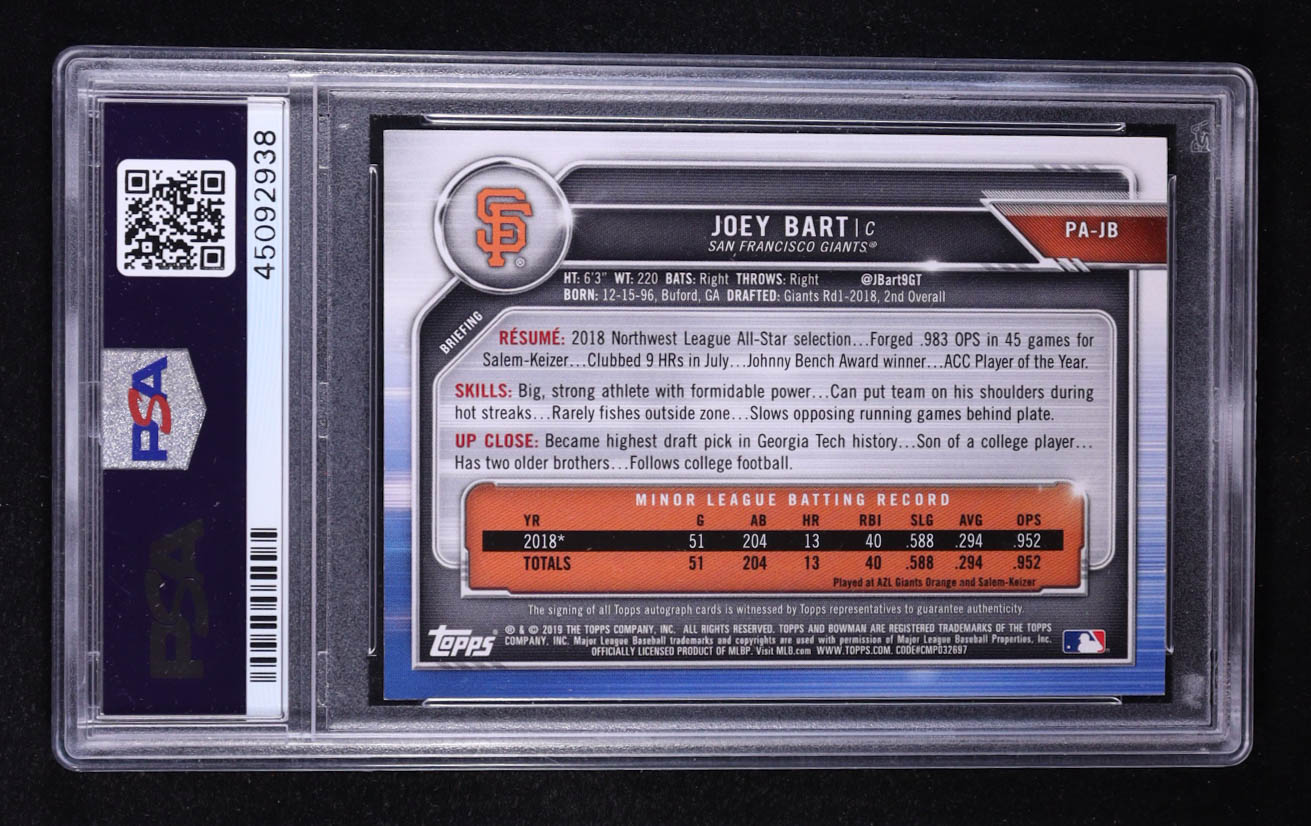 45092938
PSA
PSA
SF®
JOEY BART | C
SAN FRANCISCO GIANTS®
PA-JB
HT: 6'3" WT: 220 BATS: Right THROWS: Right @JBart9GT
BORN: 12-15-96, Buford, GA DRAFTED: Giants Rd1-2018, 2nd Overall
BRIEFING
RÉSUMÉ: 2018 Northwest League All-Star selection...Forged .983 OPS in 45 games for
Salem-Keizer...Clubbed 9 HRs in July...Johnny Bench Award winner...ACC Player of the Year.
SKILLS: Big, strong athlete with formidable power...Can put team on his shoulders during
hot streaks...Rarely fishes outside zone...Slows opposing running games behind plate.
UP CLOSE: Became highest draft pick in Georgia Tech history...Son of a college player...
Has two older brothers...Follows college football.
MINOR LEAGUE BATTING RECORD
YR G AB HR RBI SLG AVG OPS
2018* 51 204 13 40 .588 .294 .952
TOTALS 51 204 13 40 .588 .294 .952
Played at AZL Giants Orange and Salem-Keizer
The signing of all Topps autograph cards is witnessed by Topps representatives to guarantee authenticity.
Topps®
® & © 2019 THE TOPPS COMPANY, INC. ALL RIGHTS RESERVED. TOPPS AND BOWMAN ARE REGISTERED TRADEMARKS OF THE TOPPS
COMPANY, INC. Major League Baseball trademarks and copyrights are used with permission of Major League Baseball Properties, Inc.
OFFICIALLY LICENSED PRODUCT OF MLBP. Visit MLB.com WWW.TOPPS.COM. CODE#CMP032697